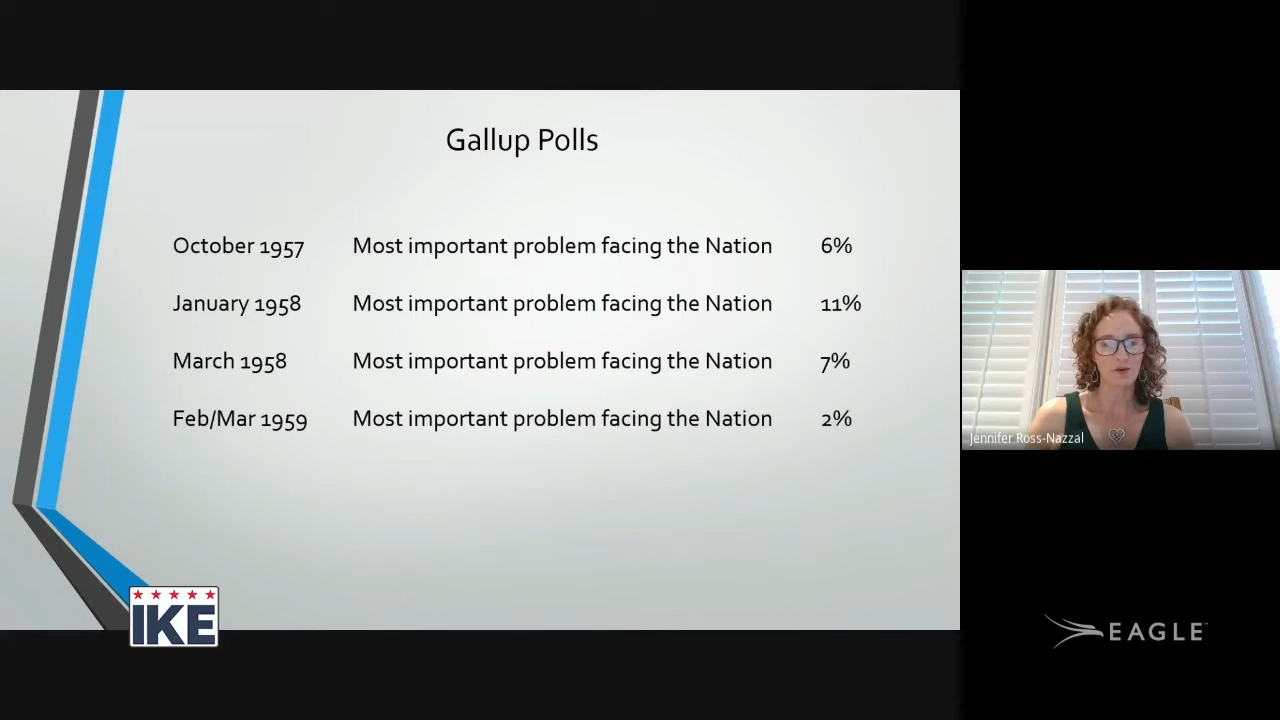 Gallup Polls
October 1957 Most important problem facing the Nation 6%
January 1958 Most important problem facing the Nation 11%
March 1958 Most important problem facing the Nation 7%
Feb/Mar 1959 Most important problem facing the Nation 2%
Jennifer Ross-Nazzal
IKE
EAGLE™